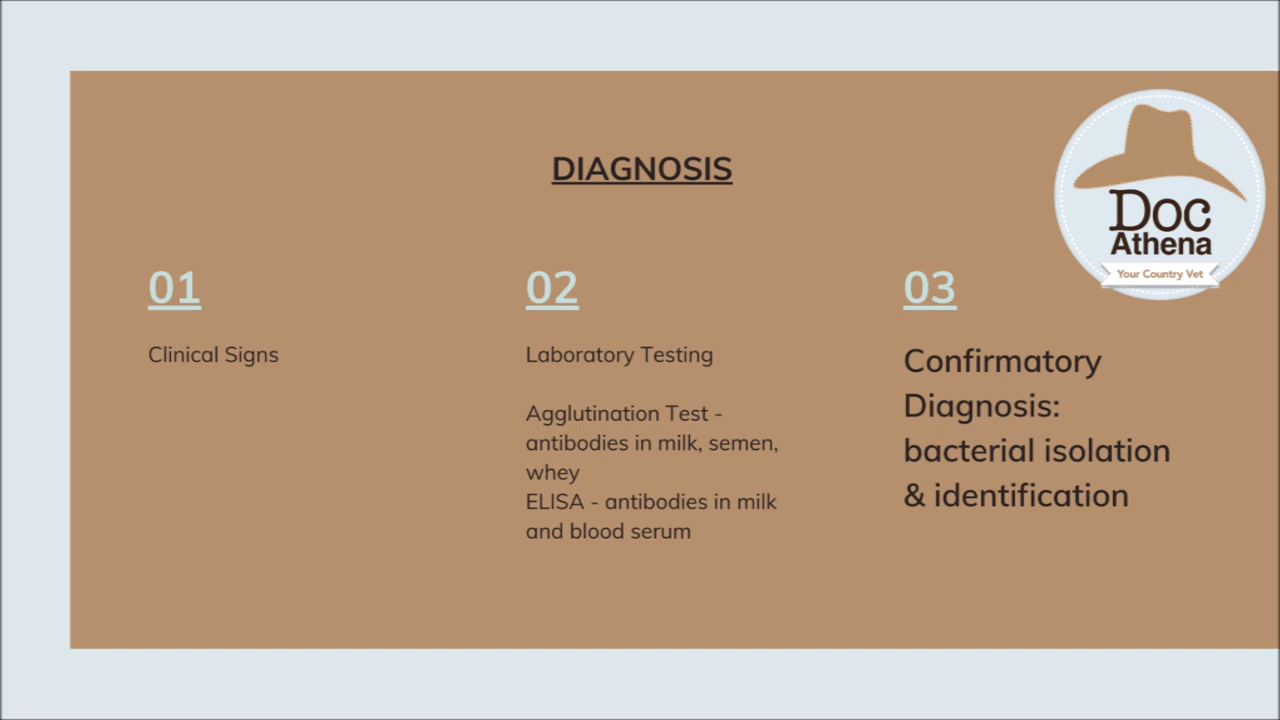 DIAGNOSIS
Doc
Athena
Your Country Vet
01
Clinical Signs
02
Laboratory Testing
Agglutination Test -
antibodies in milk, semen,
whey
ELISA - antibodies in milk
and blood serum
03
Confirmatory
Diagnosis:
bacterial isolation
& identification